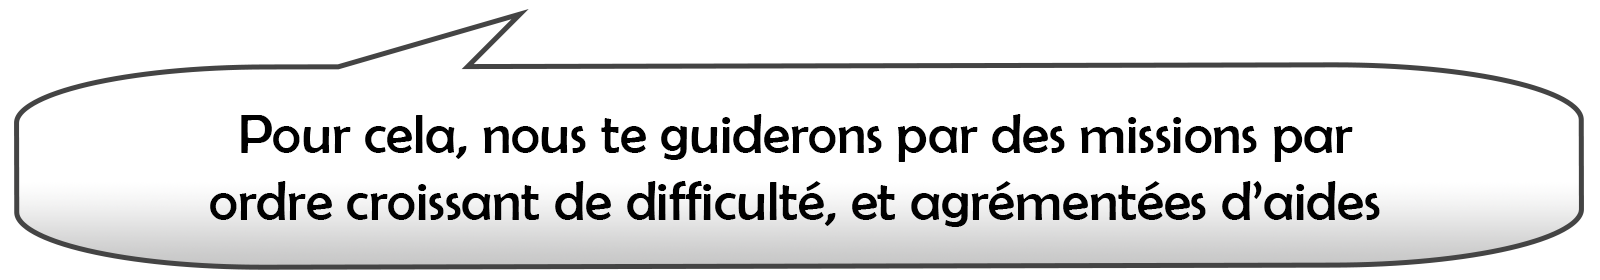 Pour cela, nous te guiderons par des missions par
ordre croissant de difficulté, et agrémentées d’aides